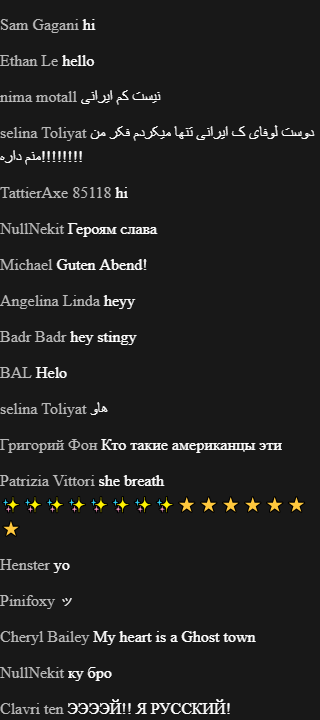 Sam Gagani hi
Ethan Le hello
nima motall نیست کم ایرانی
selina Toliyat دوست لوفای ک ایرانی تنها میکردم فکر من
منم داره!!!!!!!!
TattierAxe 85118 hi
NullNekit Героям слава
Michael Guten Abend!
Angelina Linda heyy
Badr Badr hey stingy
BAL Helo
selina Toliyat هاو
Григорий Фон Кто такие американцы эти
Patrizia Vittori she breath
✨ ✨ ✨ ✨ ✨ ✨ ✨ ✨ ⭐ ⭐ ⭐ ⭐ ⭐ ⭐
⭐
Henster yo
Pinifoxy ッ
Cheryl Bailey My heart is a Ghost town
NullNekit ку бро
Clavri ten ЭЭЭЭЙ!! Я РУССКИЙ!